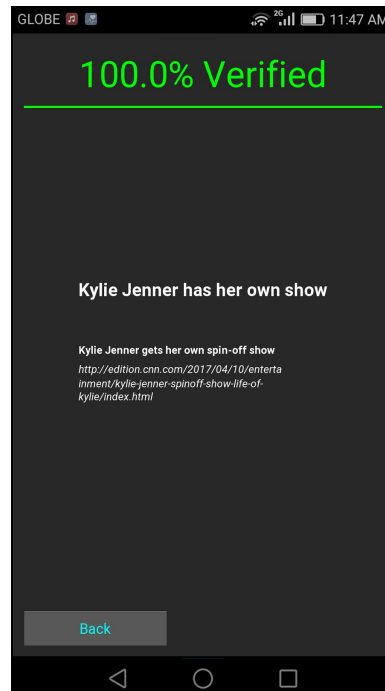 GLOBE 2G 11:47 AM
100.0% Verified
Kylie Jenner has her own show
Kylie Jenner gets her own spin-off show
http://edition.cnn.com/2017/04/10/enterta
inment/kylie-jenner-spinoff-show-life-of-
kylie/index.html
Back